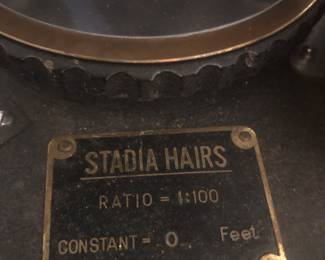 STADIA HAIRS
RATIO = 1:100
CONSTANT = 0 Feet